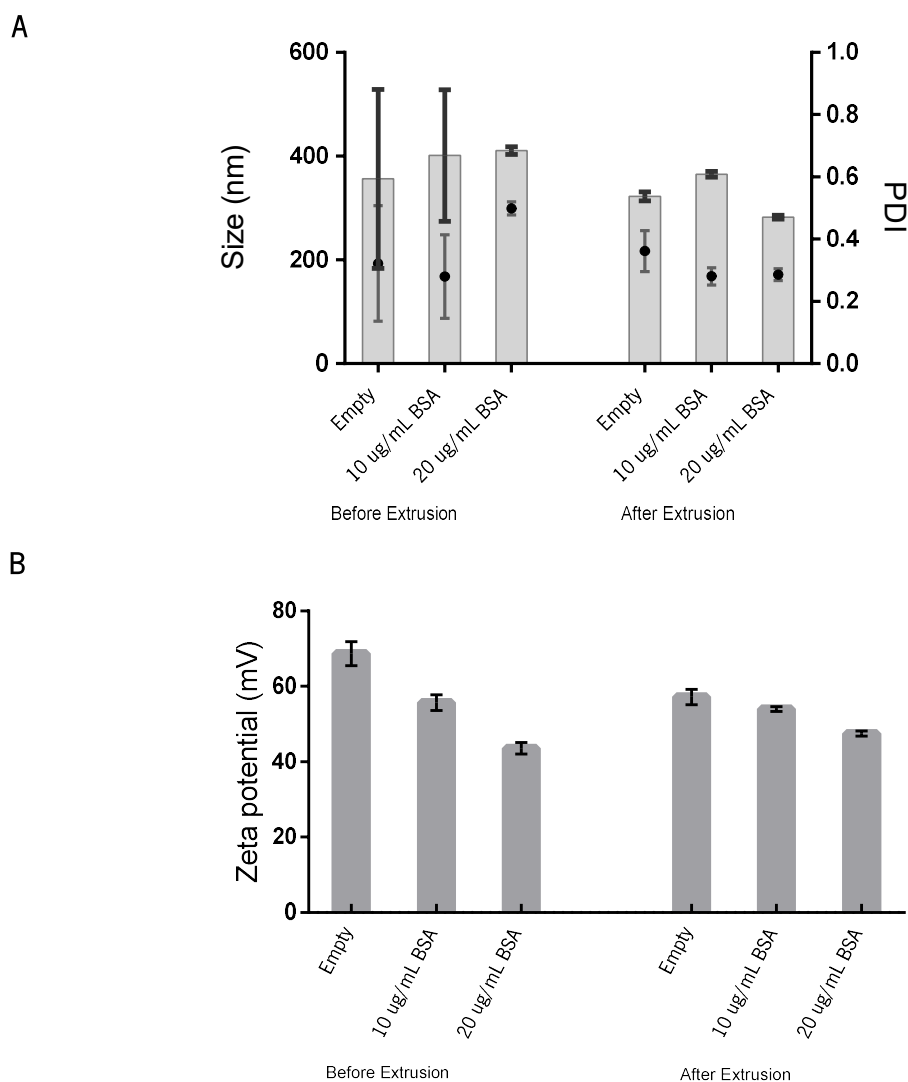 A
600
400
200
0
Size (nm)
1.0
0.8
0.6
0.4
0.2
0.0
PDI
Empty
10 ug/mL BSA
20 ug/mL BSA
Empty
10 ug/mL BSA
20 ug/mL BSA
Before Extrusion
After Extrusion
B
80
60
40
20
0
Zeta potential (mV)
Empty
10 ug/mL BSA
20 ug/mL BSA
Empty
10 ug/mL BSA
20 ug/mL BSA
Before Extrusion
After Extrusion